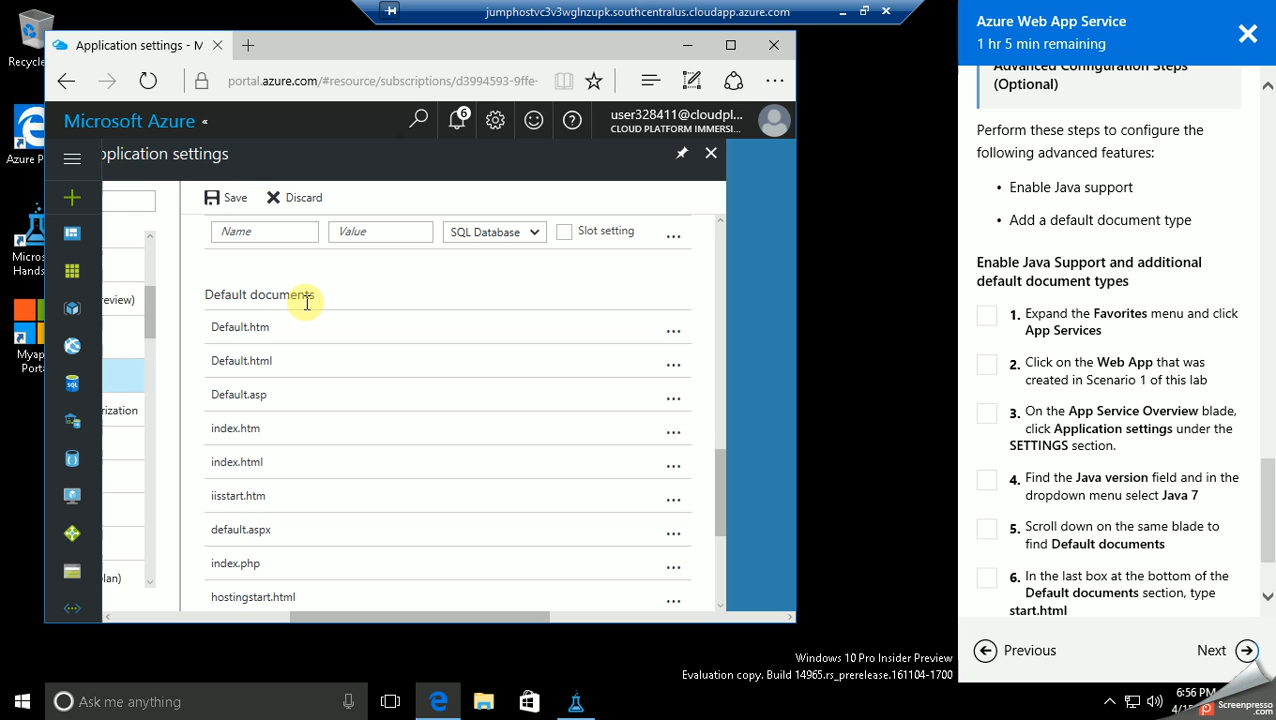 jumphostvc3v3wglnzupk.southcentralus.cloudapp.azure.com
Application settings - M
portal.azure.com/#resource/subscriptions/d3994593-9ffe-
Microsoft Azure
6
user328411@cloudpl...
CLOUD PLATFORM IMMERSI...
pplication settings
Save
Discard
Name
Value
SQL Database
Slot setting
...
eview)
rization
lan)
Default documents
Default.htm
...
Default.html
...
Default.asp
...
index.htm
...
index.html
...
iisstart.htm
...
default.aspx
...
index.php
...
hostingstart.html
...
Recycle
Azure P
Micros
Hands
Myap
Port
SQL
Azure Web App Service
1 hr 5 min remaining
Advanced Configuration Steps
(Optional)
Perform these steps to configure the
following advanced features:
• Enable Java support
• Add a default document type
Enable Java Support and additional
default document types
1. Expand the Favorites menu and click
App Services
2. Click on the Web App that was
created in Scenario 1 of this lab
3. On the App Service Overview blade,
click Application settings under the
SETTINGS section.
4. Find the Java version field and in the
dropdown menu select Java 7
5. Scroll down on the same blade to
find Default documents
6. In the last box at the bottom of the
Default documents section, type
start.html
Previous
Next
Windows 10 Pro Insider Preview
Evaluation copy. Build 14965.rs_prerelease.161104-1700
Ask me anything
6:56 PM
Screenpresso
.com